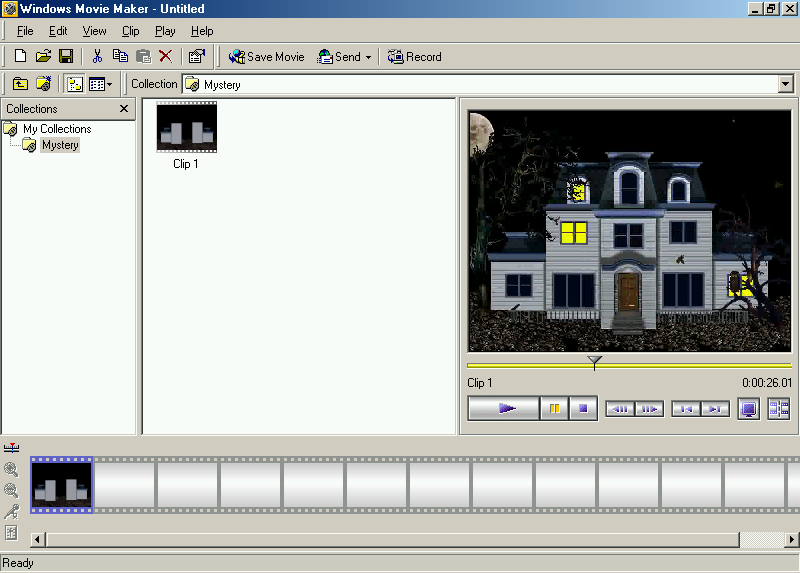 Windows Movie Maker - Untitled
File Edit View Clip Play Help
Save Movie Send Record
Collection Mystery
Collections
My Collections
Mystery
Clip 1
Clip 1 0:00:26.01
Ready